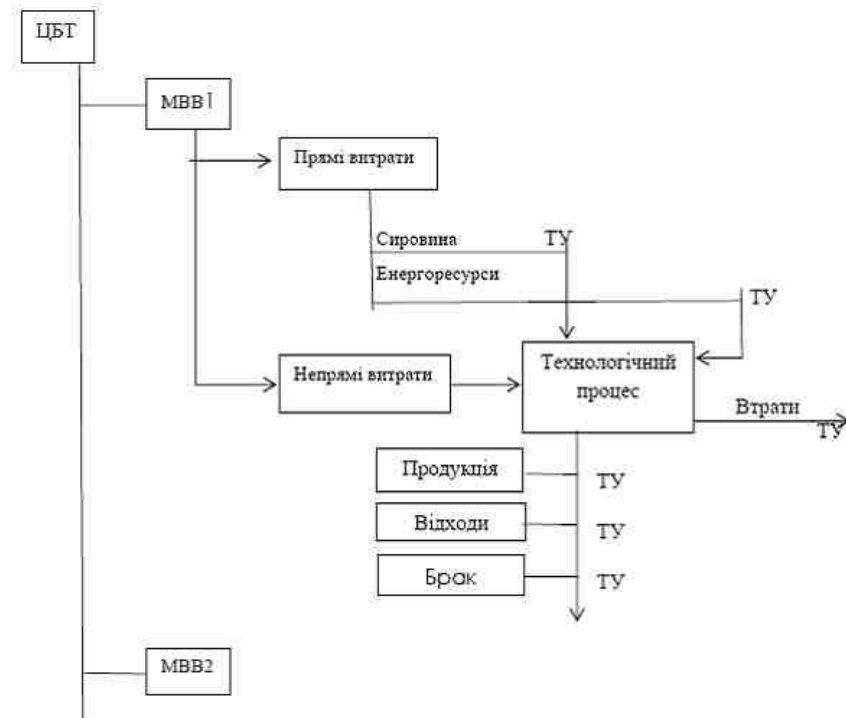 ЦБТ
МВВ1
Прямі витрати
Сировина
ТУ
Енергоресурси
ТУ
Непрямі витрати
Технологічний
процес
Втрати
ТУ
Продукція
ТУ
Відходи
ТУ
Брак
ТУ
МВВ2